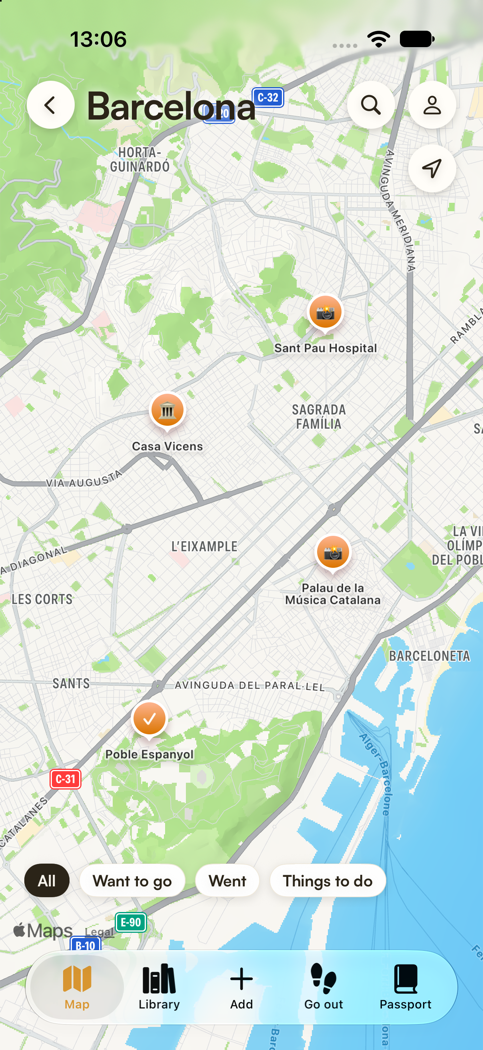 13:06
Barcelona
C-32
B-20
HORTA-
GUINARDÓ
AVINGUDA MERIDIANA
RAMBLA
Sant Pau Hospital
SAGRADA
FAMÍLIA
Casa Vicens
VIA AUGUSTA
L'EIXAMPLE
A DIAGONAL
LA VI
OLÍMP
DEL POBL
Palau de la
Música Catalana
LES CORTS
BARCELONETA
SANTS
AVINGUDA DEL PARAL·LEL
Poble Espanyol
Alger-Barcelone
C-31
CATALANES
All
Want to go
Went
Things to do
Maps
Legal
E-90
B-10
Map
Library
Add
Go out
Passport